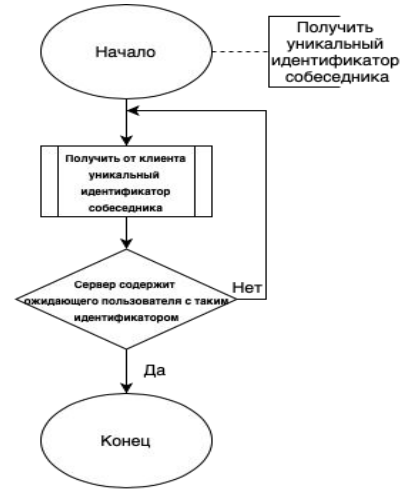 Начало
Получить
уникальный
идентификатор
собеседника
Получить от клиента
уникальный
идентификатор
собеседника
Сервер содержит
ожидающего пользователя с таким
идентификатором
Нет
Да
Конец